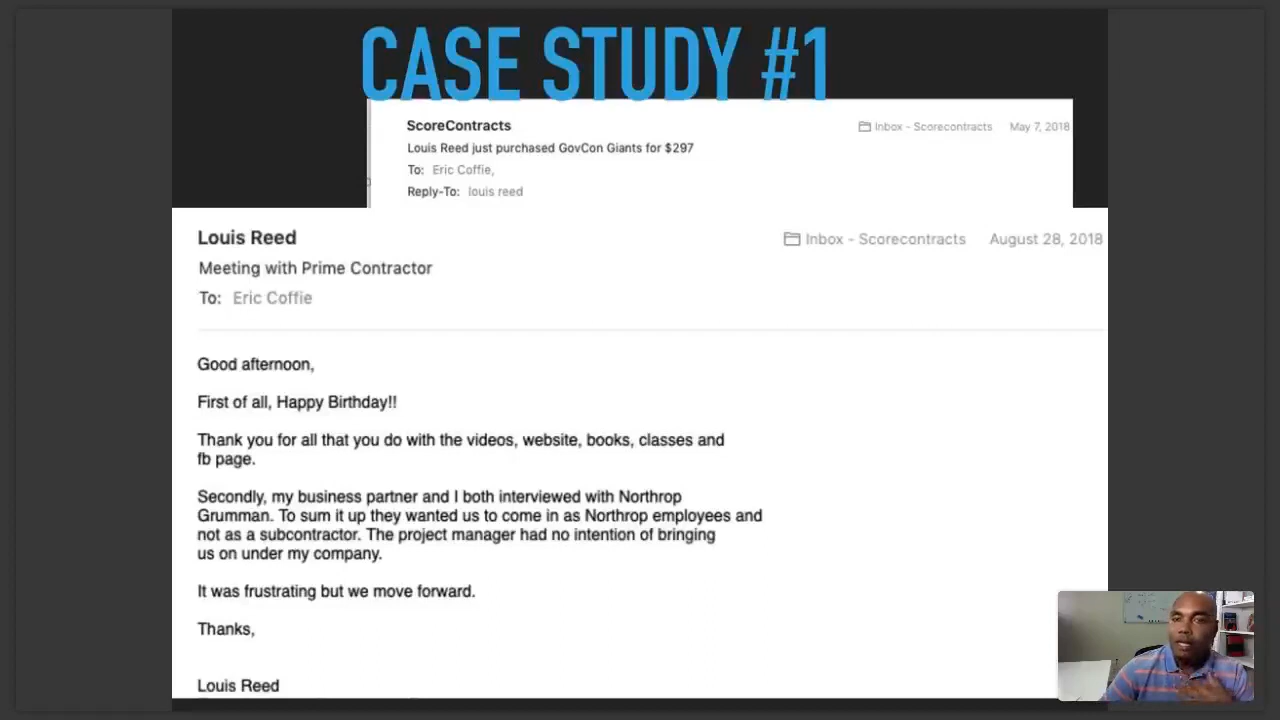 CASE STUDY #1
ScoreContracts
Inbox - Scorecontracts May 7, 2018
Louis Reed just purchased GovCon Giants for $297
To: Eric Coffie,
Reply-To: louis reed
Louis Reed
Inbox - Scorecontracts August 28, 2018
Meeting with Prime Contractor
To: Eric Coffie
Good afternoon,
First of all, Happy Birthday!!
Thank you for all that you do with the videos, website, books, classes and
fb page.
Secondly, my business partner and I both interviewed with Northrop
Grumman. To sum it up they wanted us to come in as Northrop employees and
not as a subcontractor. The project manager had no intention of bringing
us on under my company.
It was frustrating but we move forward.
Thanks,
Louis Reed